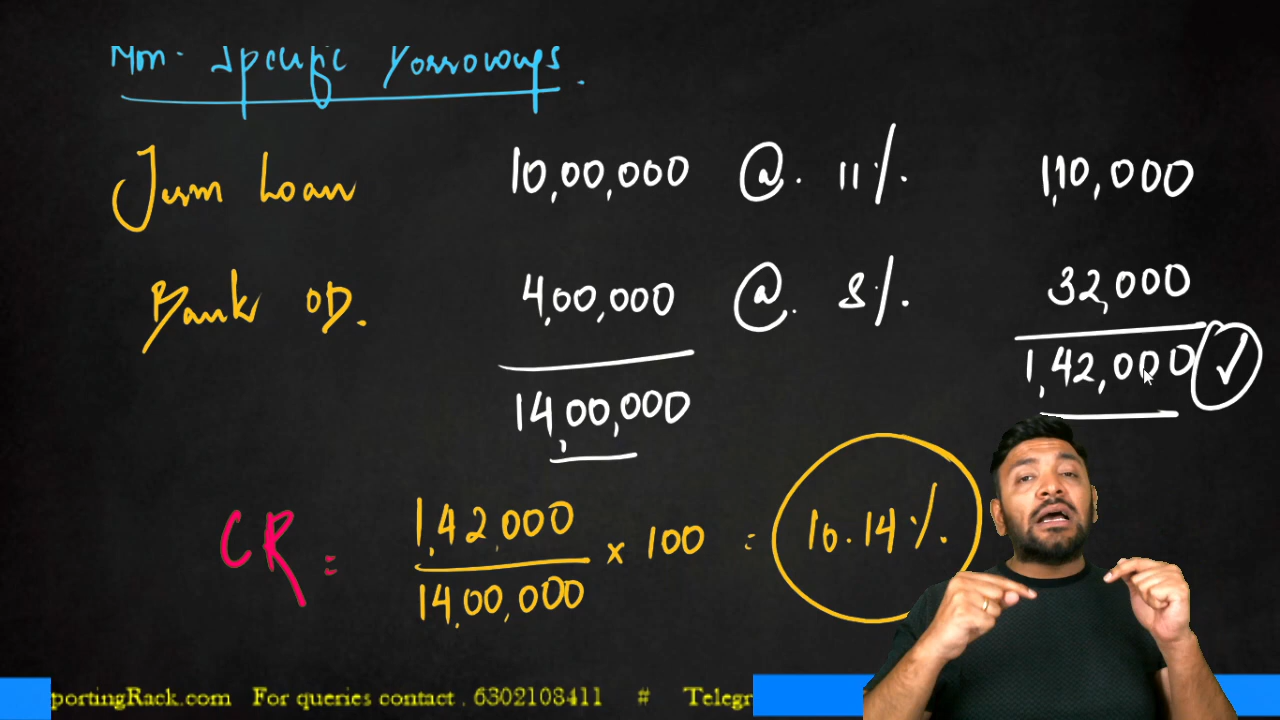 Non-Specific Borrowings.
Term Loan 10,00,000 @. 11%. 1,10,000
Bank OD. 4,00,000 @. 8%. 32,000
14,00,000 1,42,000
CR = 1,42,000 / 14,00,000 × 100 = 10.14%.
portingRack.com For queries contact . 6302108411 # Telegr